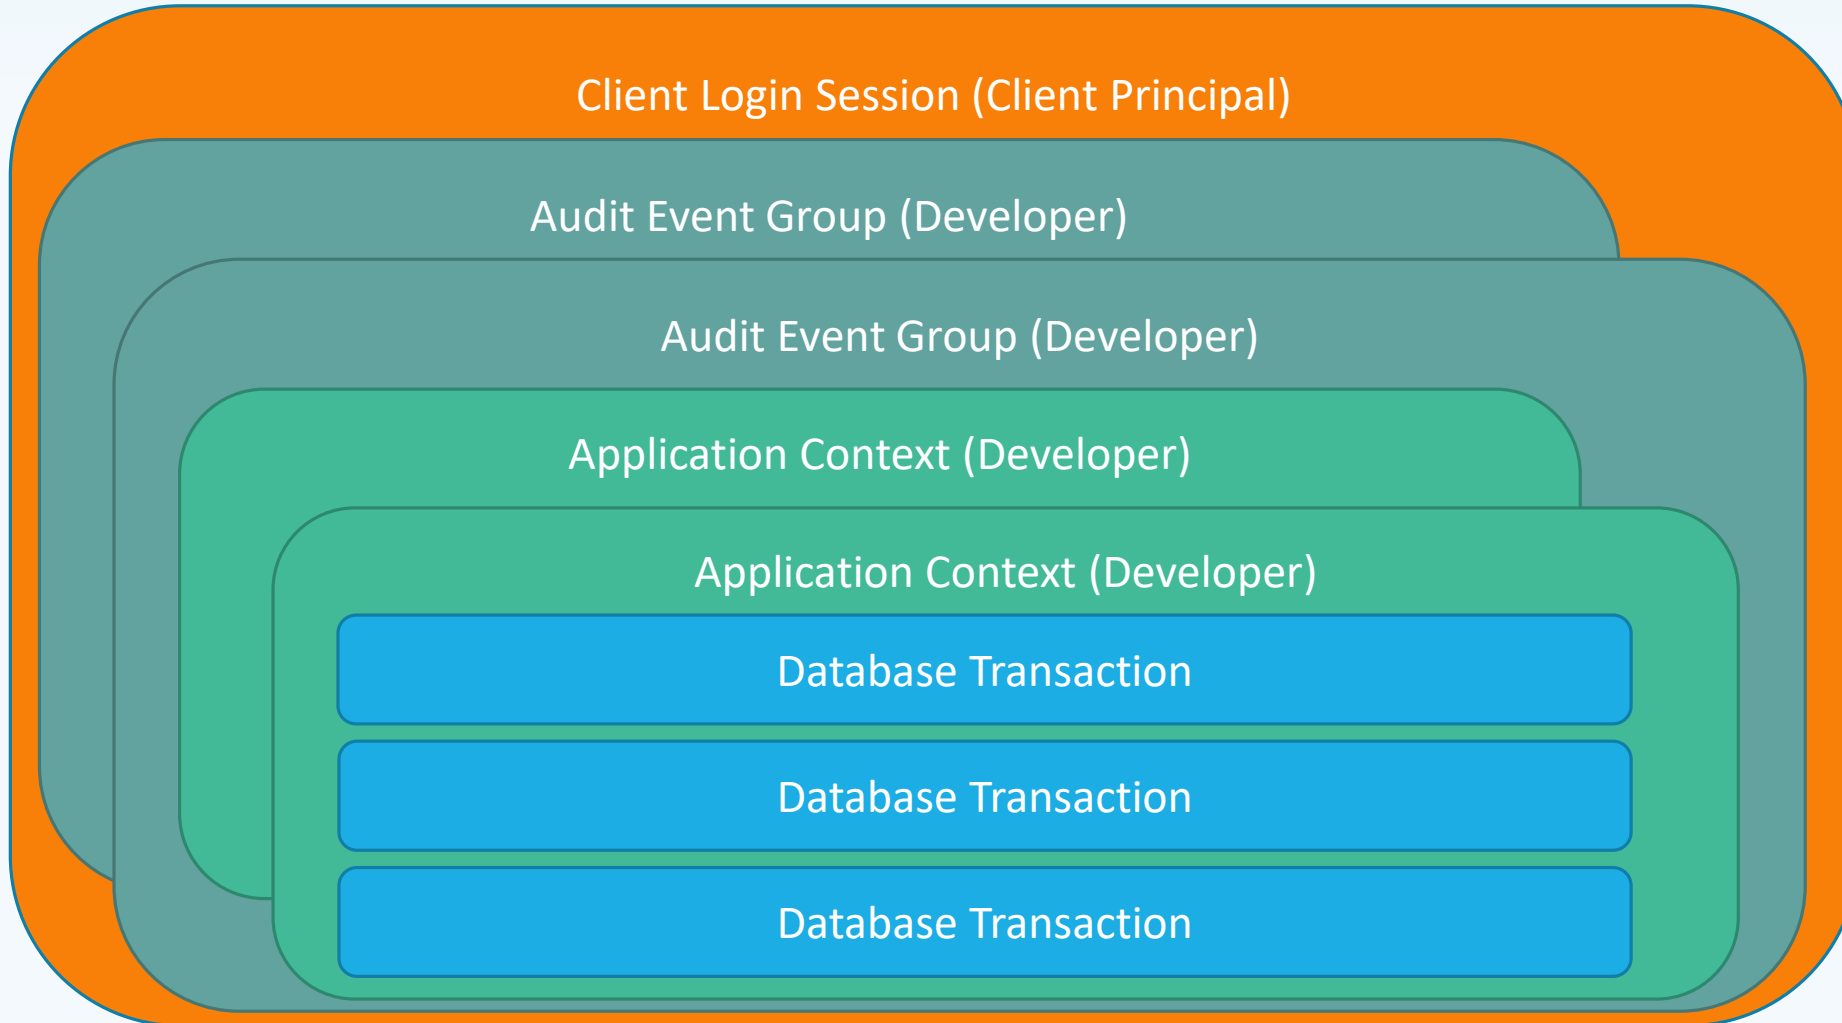 Client Login Session (Client Principal)
Audit Event Group (Developer)
Audit Event Group (Developer)
Application Context (Developer)
Application Context (Developer)
Database Transaction
Database Transaction
Database Transaction